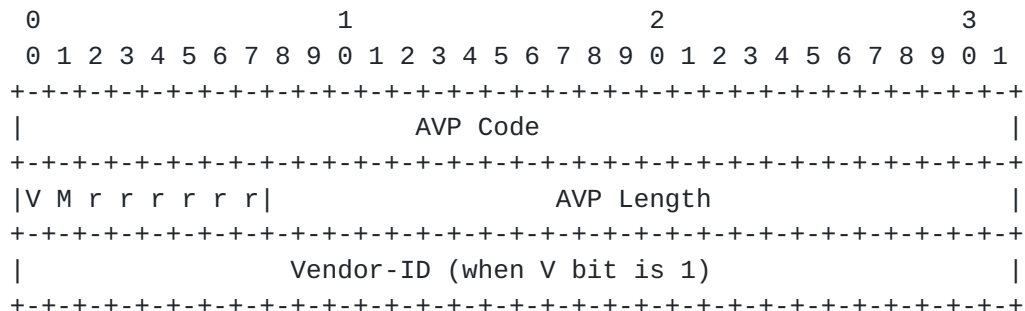 0                   1                   2                   3
 0 1 2 3 4 5 6 7 8 9 0 1 2 3 4 5 6 7 8 9 0 1 2 3 4 5 6 7 8 9 0 1
+-+-+-+-+-+-+-+-+-+-+-+-+-+-+-+-+-+-+-+-+-+-+-+-+-+-+-+-+-+-+-+-+
|                         AVP Code                              |
+-+-+-+-+-+-+-+-+-+-+-+-+-+-+-+-+-+-+-+-+-+-+-+-+-+-+-+-+-+-+-+-+
|V M r r r r r r|                  AVP Length                   |
+-+-+-+-+-+-+-+-+-+-+-+-+-+-+-+-+-+-+-+-+-+-+-+-+-+-+-+-+-+-+-+-+
|                 Vendor-ID (when V bit is 1)                   |
+-+-+-+-+-+-+-+-+-+-+-+-+-+-+-+-+-+-+-+-+-+-+-+-+-+-+-+-+-+-+-+-+